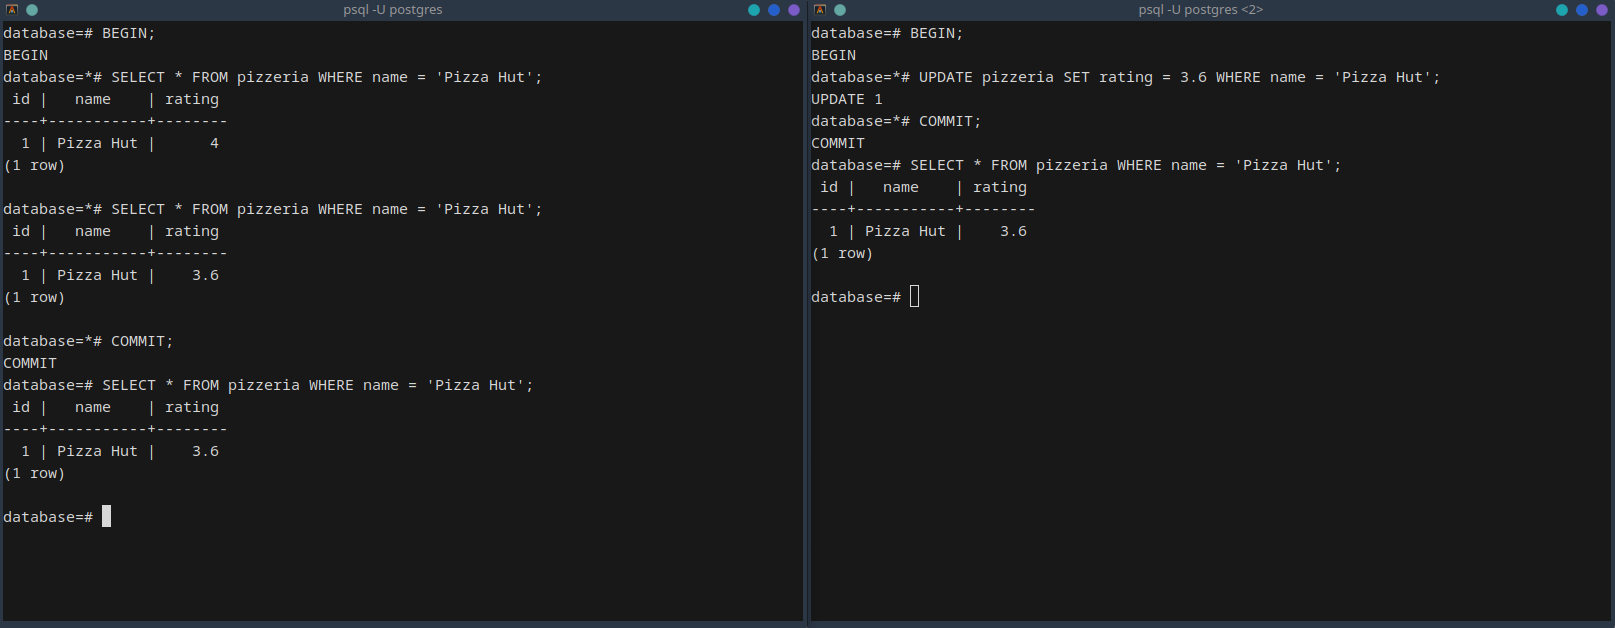 psql -U postgres
database=# BEGIN;
BEGIN
database=*# SELECT * FROM pizzeria WHERE name = 'Pizza Hut';
 id |   name    | rating
----+-----------+--------
  1 | Pizza Hut |      4
(1 row)

database=*# SELECT * FROM pizzeria WHERE name = 'Pizza Hut';
 id |   name    | rating
----+-----------+--------
  1 | Pizza Hut |    3.6
(1 row)

database=*# COMMIT;
COMMIT
database=# SELECT * FROM pizzeria WHERE name = 'Pizza Hut';
 id |   name    | rating
----+-----------+--------
  1 | Pizza Hut |    3.6
(1 row)

database=#
psql -U postgres <2>
database=# BEGIN;
BEGIN
database=*# UPDATE pizzeria SET rating = 3.6 WHERE name = 'Pizza Hut';
UPDATE 1
database=*# COMMIT;
COMMIT
database=# SELECT * FROM pizzeria WHERE name = 'Pizza Hut';
 id |   name    | rating
----+-----------+--------
  1 | Pizza Hut |    3.6
(1 row)

database=#